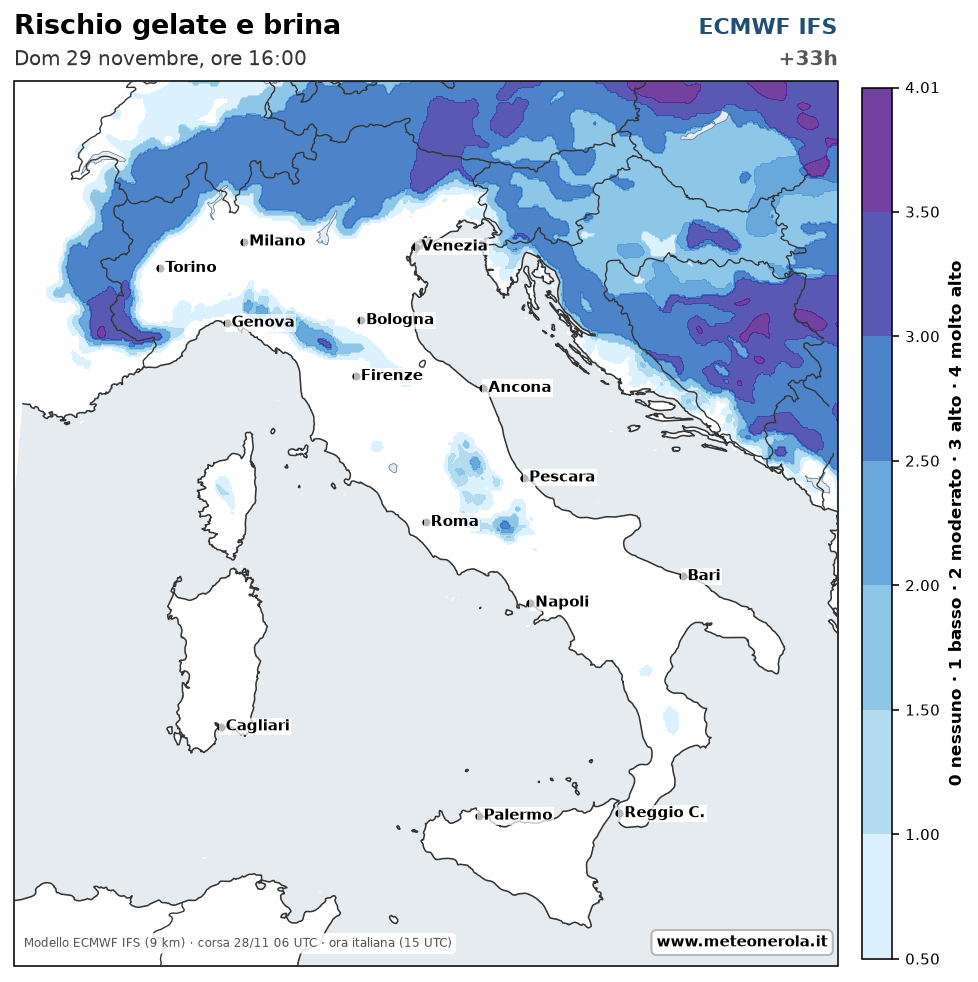 Rischio gelate e brina
ECMWF IFS
Dom 29 novembre, ore 16:00
+33h
4.01
3.50
3.00
2.50
2.00
1.50
1.00
0.50
0 nessuno · 1 basso · 2 moderato · 3 alto · 4 molto alto
Milano
Venezia
Torino
Genova
Bologna
Firenze
Ancona
Pescara
Roma
Bari
Napoli
Cagliari
Palermo
Reggio C.
Modello ECMWF IFS (9 km) · corsa 28/11 06 UTC · ora italiana (15 UTC)
www.meteonerola.it